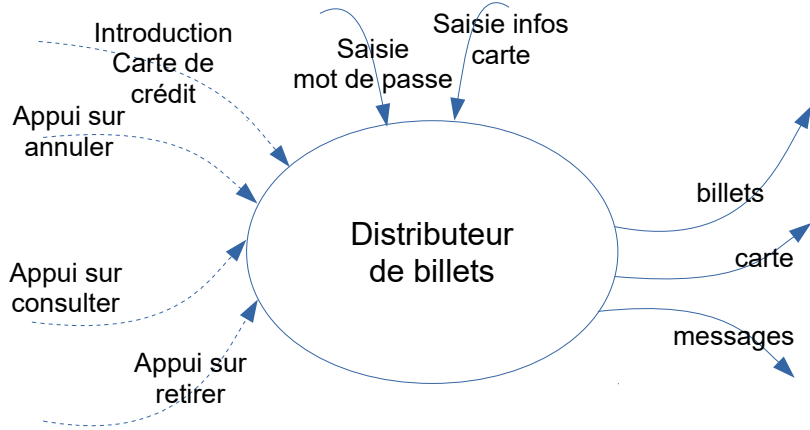 Introduction
Carte de
crédit
Saisie
mot de passe
Saisie infos
carte
Appui sur
annuler
Appui sur
consulter
Appui sur
retirer
Distributeur
de billets
billets
carte
messages